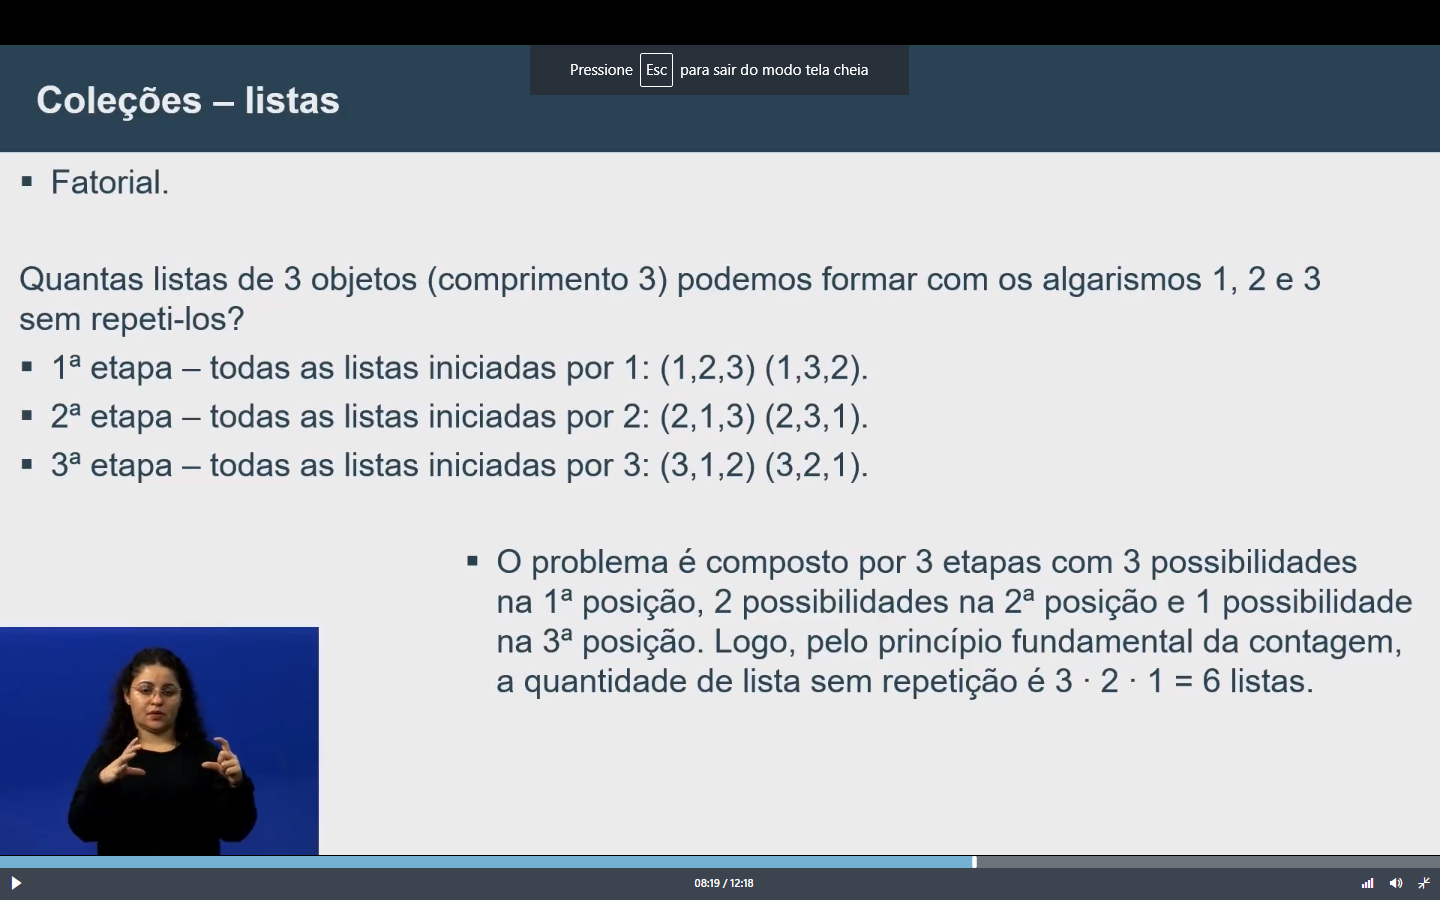 Pressione Esc para sair do modo tela cheia
Coleções – listas
▪ Fatorial.
Quantas listas de 3 objetos (comprimento 3) podemos formar com os algarismos 1, 2 e 3
sem repeti-los?
▪ 1ª etapa – todas as listas iniciadas por 1: (1,2,3) (1,3,2).
▪ 2ª etapa – todas as listas iniciadas por 2: (2,1,3) (2,3,1).
▪ 3ª etapa – todas as listas iniciadas por 3: (3,1,2) (3,2,1).
▪ O problema é composto por 3 etapas com 3 possibilidades
na 1ª posição, 2 possibilidades na 2ª posição e 1 possibilidade
na 3ª posição. Logo, pelo princípio fundamental da contagem,
a quantidade de lista sem repetição é 3 · 2 · 1 = 6 listas.
08:19 / 12:18